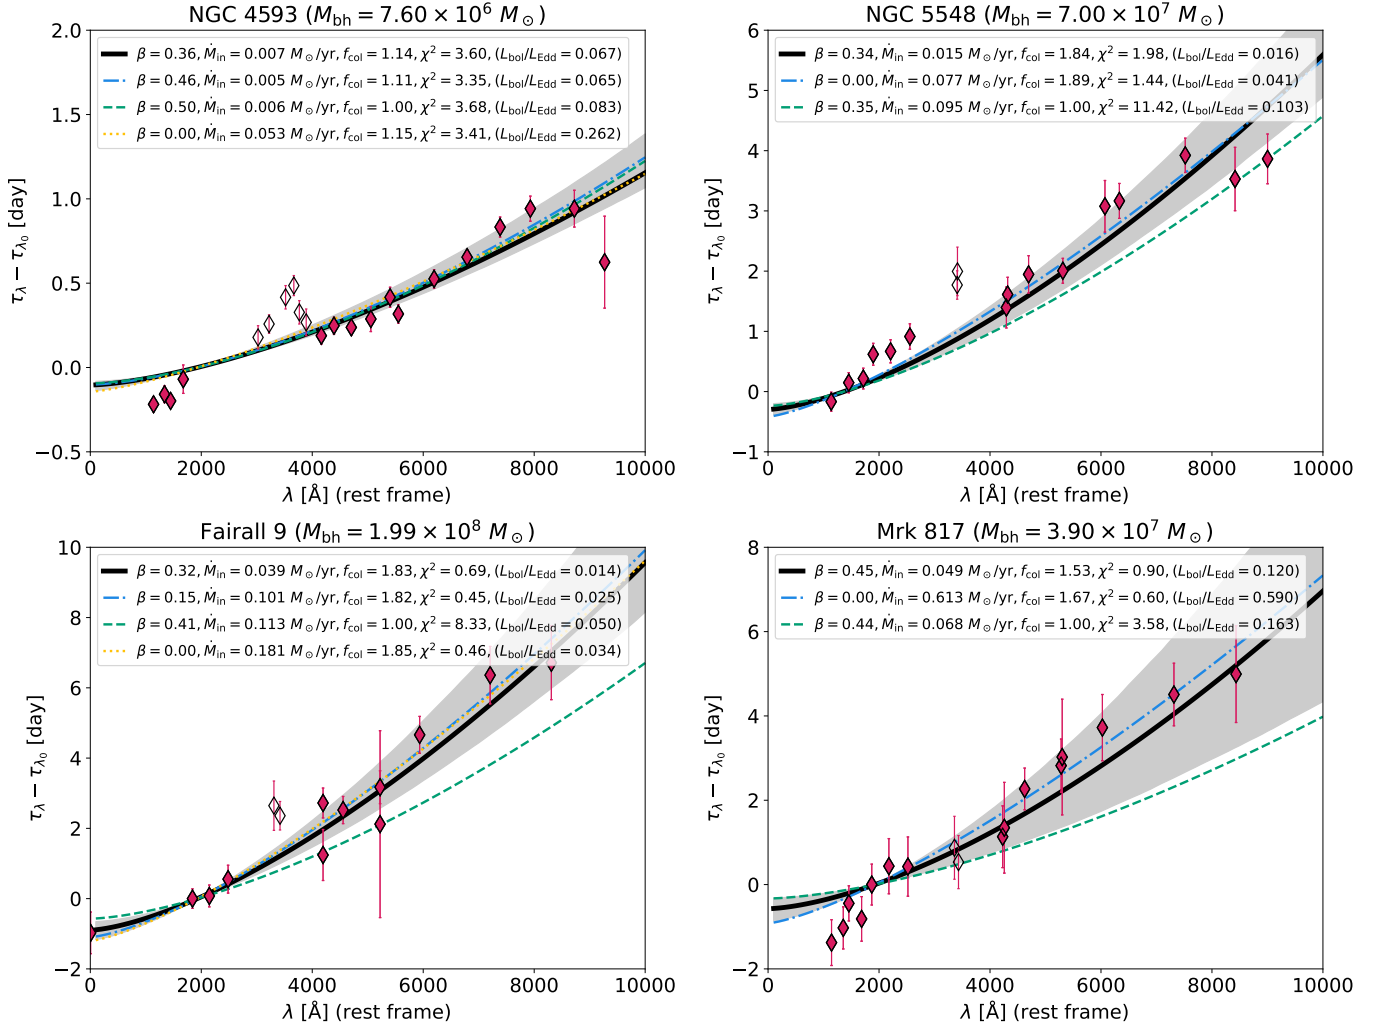 NGC 4593 (M_bh = 7.60 × 10^6 M_⊙)
2.0
1.5
1.0
0.5
0.0
−0.5
τ_λ − τ_λ₀ [day]
β = 0.36, Ṁ_in = 0.007 M_⊙/yr, f_col = 1.14, χ² = 3.60, (L_bol/L_Edd = 0.067)
β = 0.46, Ṁ_in = 0.005 M_⊙/yr, f_col = 1.11, χ² = 3.35, (L_bol/L_Edd = 0.065)
β = 0.50, Ṁ_in = 0.006 M_⊙/yr, f_col = 1.00, χ² = 3.68, (L_bol/L_Edd = 0.083)
β = 0.00, Ṁ_in = 0.053 M_⊙/yr, f_col = 1.15, χ² = 3.41, (L_bol/L_Edd = 0.262)
0 2000 4000 6000 8000 10000
λ [Å] (rest frame)
NGC 5548 (M_bh = 7.00 × 10^7 M_⊙)
6
5
4
3
2
1
0
−1
τ_λ − τ_λ₀ [day]
β = 0.34, Ṁ_in = 0.015 M_⊙/yr, f_col = 1.84, χ² = 1.98, (L_bol/L_Edd = 0.016)
β = 0.00, Ṁ_in = 0.077 M_⊙/yr, f_col = 1.89, χ² = 1.44, (L_bol/L_Edd = 0.041)
β = 0.35, Ṁ_in = 0.095 M_⊙/yr, f_col = 1.00, χ² = 11.42, (L_bol/L_Edd = 0.103)
0 2000 4000 6000 8000 10000
λ [Å] (rest frame)
Fairall 9 (M_bh = 1.99 × 10^8 M_⊙)
10
8
6
4
2
0
−2
τ_λ − τ_λ₀ [day]
β = 0.32, Ṁ_in = 0.039 M_⊙/yr, f_col = 1.83, χ² = 0.69, (L_bol/L_Edd = 0.014)
β = 0.15, Ṁ_in = 0.101 M_⊙/yr, f_col = 1.82, χ² = 0.45, (L_bol/L_Edd = 0.025)
β = 0.41, Ṁ_in = 0.113 M_⊙/yr, f_col = 1.00, χ² = 8.33, (L_bol/L_Edd = 0.050)
β = 0.00, Ṁ_in = 0.181 M_⊙/yr, f_col = 1.85, χ² = 0.46, (L_bol/L_Edd = 0.034)
0 2000 4000 6000 8000 10000
λ [Å] (rest frame)
Mrk 817 (M_bh = 3.90 × 10^7 M_⊙)
8
6
4
2
0
−2
τ_λ − τ_λ₀ [day]
β = 0.45, Ṁ_in = 0.049 M_⊙/yr, f_col = 1.53, χ² = 0.90, (L_bol/L_Edd = 0.120)
β = 0.00, Ṁ_in = 0.613 M_⊙/yr, f_col = 1.67, χ² = 0.60, (L_bol/L_Edd = 0.590)
β = 0.44, Ṁ_in = 0.068 M_⊙/yr, f_col = 1.00, χ² = 3.58, (L_bol/L_Edd = 0.163)
0 2000 4000 6000 8000 10000
λ [Å] (rest frame)